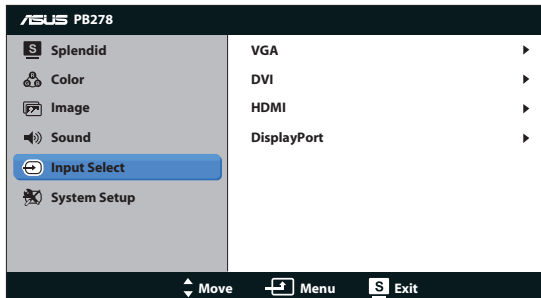 ASUS PB278
S Splendid
Color
Image
Sound
Input Select
System Setup
VGA
DVI
HDMI
DisplayPort
Move Menu S Exit